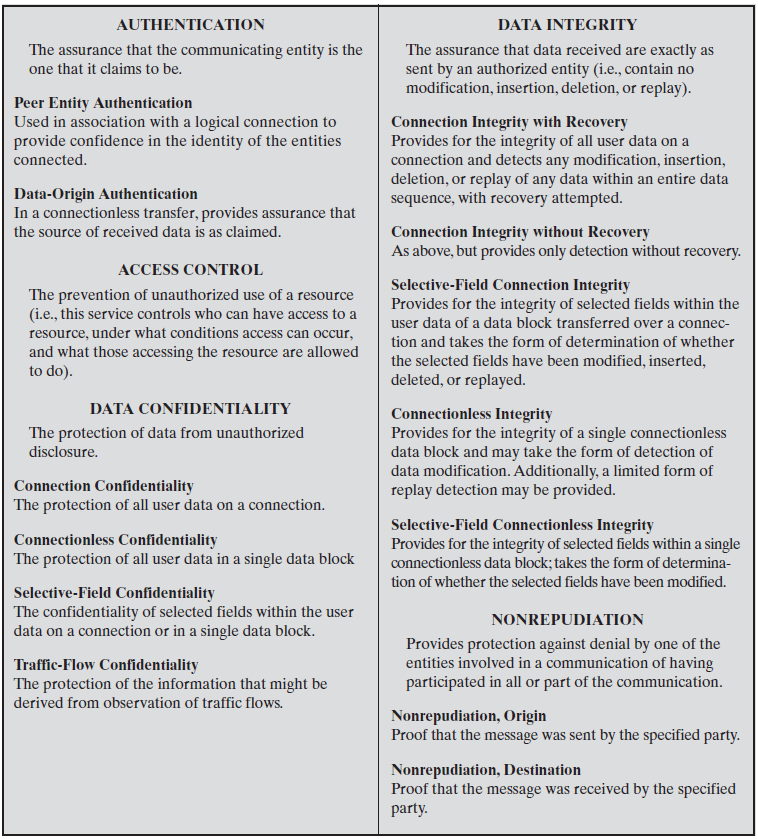 AUTHENTICATION
The assurance that the communicating entity is the
one that it claims to be.
Peer Entity Authentication
Used in association with a logical connection to
provide confidence in the identity of the entities
connected.
Data-Origin Authentication
In a connectionless transfer, provides assurance that
the source of received data is as claimed.
ACCESS CONTROL
The prevention of unauthorized use of a resource
(i.e., this service controls who can have access to a
resource, under what conditions access can occur,
and what those accessing the resource are allowed
to do).
DATA CONFIDENTIALITY
The protection of data from unauthorized
disclosure.
Connection Confidentiality
The protection of all user data on a connection.
Connectionless Confidentiality
The protection of all user data in a single data block
Selective-Field Confidentiality
The confidentiality of selected fields within the user
data on a connection or in a single data block.
Traffic-Flow Confidentiality
The protection of the information that might be
derived from observation of traffic flows.
DATA INTEGRITY
The assurance that data received are exactly as
sent by an authorized entity (i.e., contain no
modification, insertion, deletion, or replay).
Connection Integrity with Recovery
Provides for the integrity of all user data on a
connection and detects any modification, insertion,
deletion, or replay of any data within an entire data
sequence, with recovery attempted.
Connection Integrity without Recovery
As above, but provides only detection without recovery.
Selective-Field Connection Integrity
Provides for the integrity of selected fields within the
user data of a data block transferred over a connec-
tion and takes the form of determination of whether
the selected fields have been modified, inserted,
deleted, or replayed.
Connectionless Integrity
Provides for the integrity of a single connectionless
data block and may take the form of detection of
data modification. Additionally, a limited form of
replay detection may be provided.
Selective-Field Connectionless Integrity
Provides for the integrity of selected fields within a single
connectionless data block; takes the form of determina-
tion of whether the selected fields have been modified.
NONREPUDIATION
Provides protection against denial by one of the
entities involved in a communication of having
participated in all or part of the communication.
Nonrepudiation, Origin
Proof that the message was sent by the specified party.
Nonrepudiation, Destination
Proof that the message was received by the specified
party.